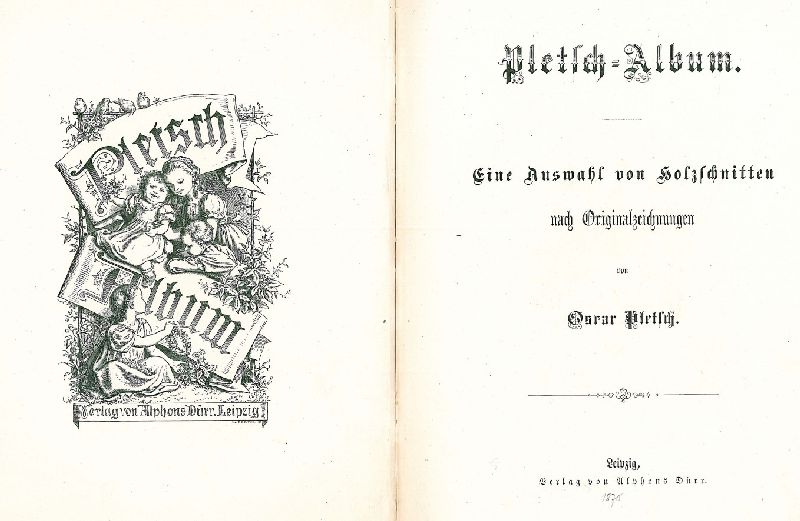 Pletsch
Album
Verlag von Alphons Dürr. Leipzig
Pletſch-Album.
Eine Auswahl von Holzſchnitten
nach Originalzeichnungen
von
Oscar Pletſch.
Leipzig,
Verlag von Alphons Dürr.